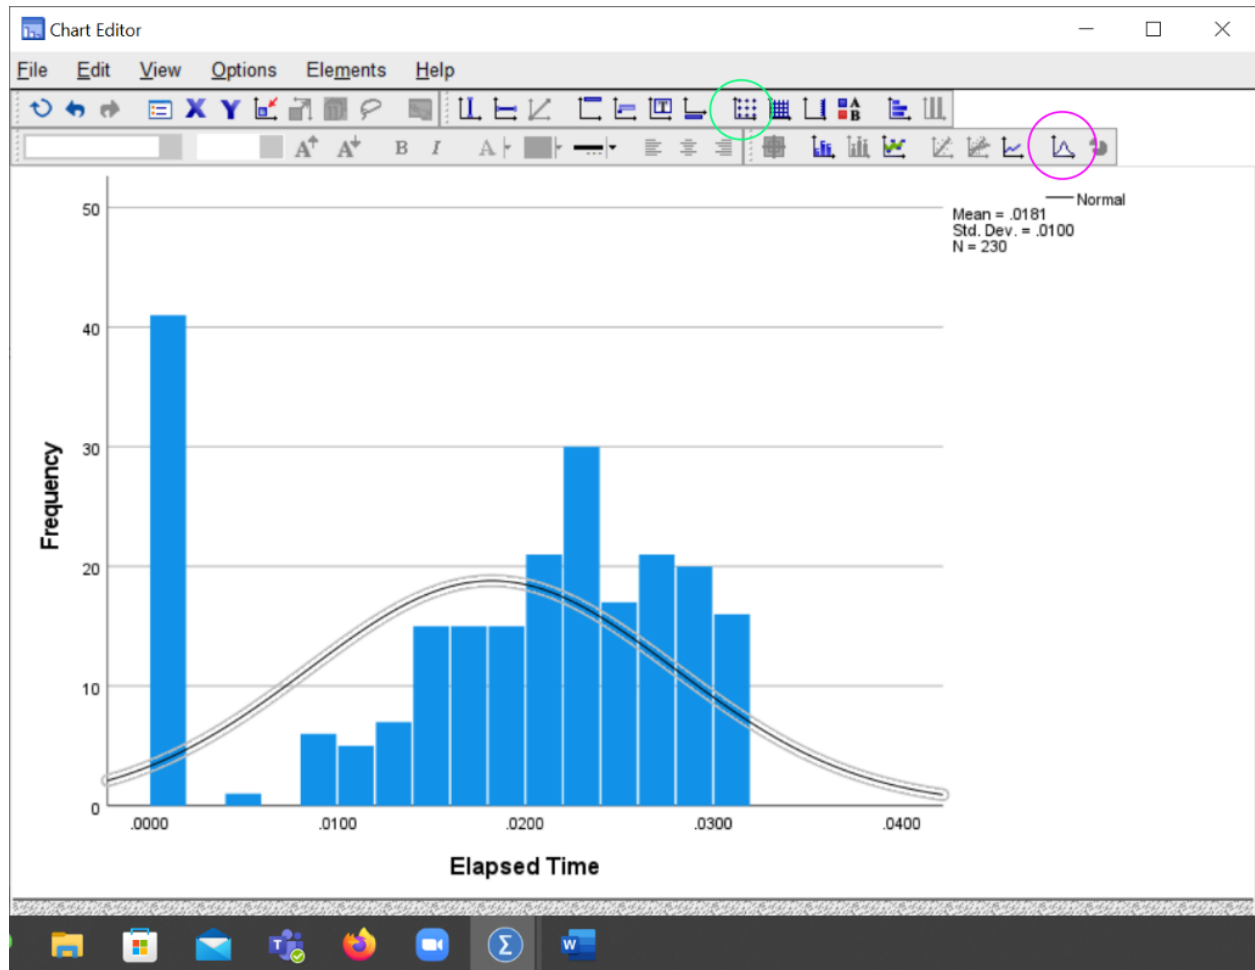 Chart Editor
File Edit View Options Elements Help
Normal
Mean = .0181
Std. Dev. = .0100
N = 230
50
40
30
20
10
0
Frequency
.0000 .0100 .0200 .0300 .0400
Elapsed Time